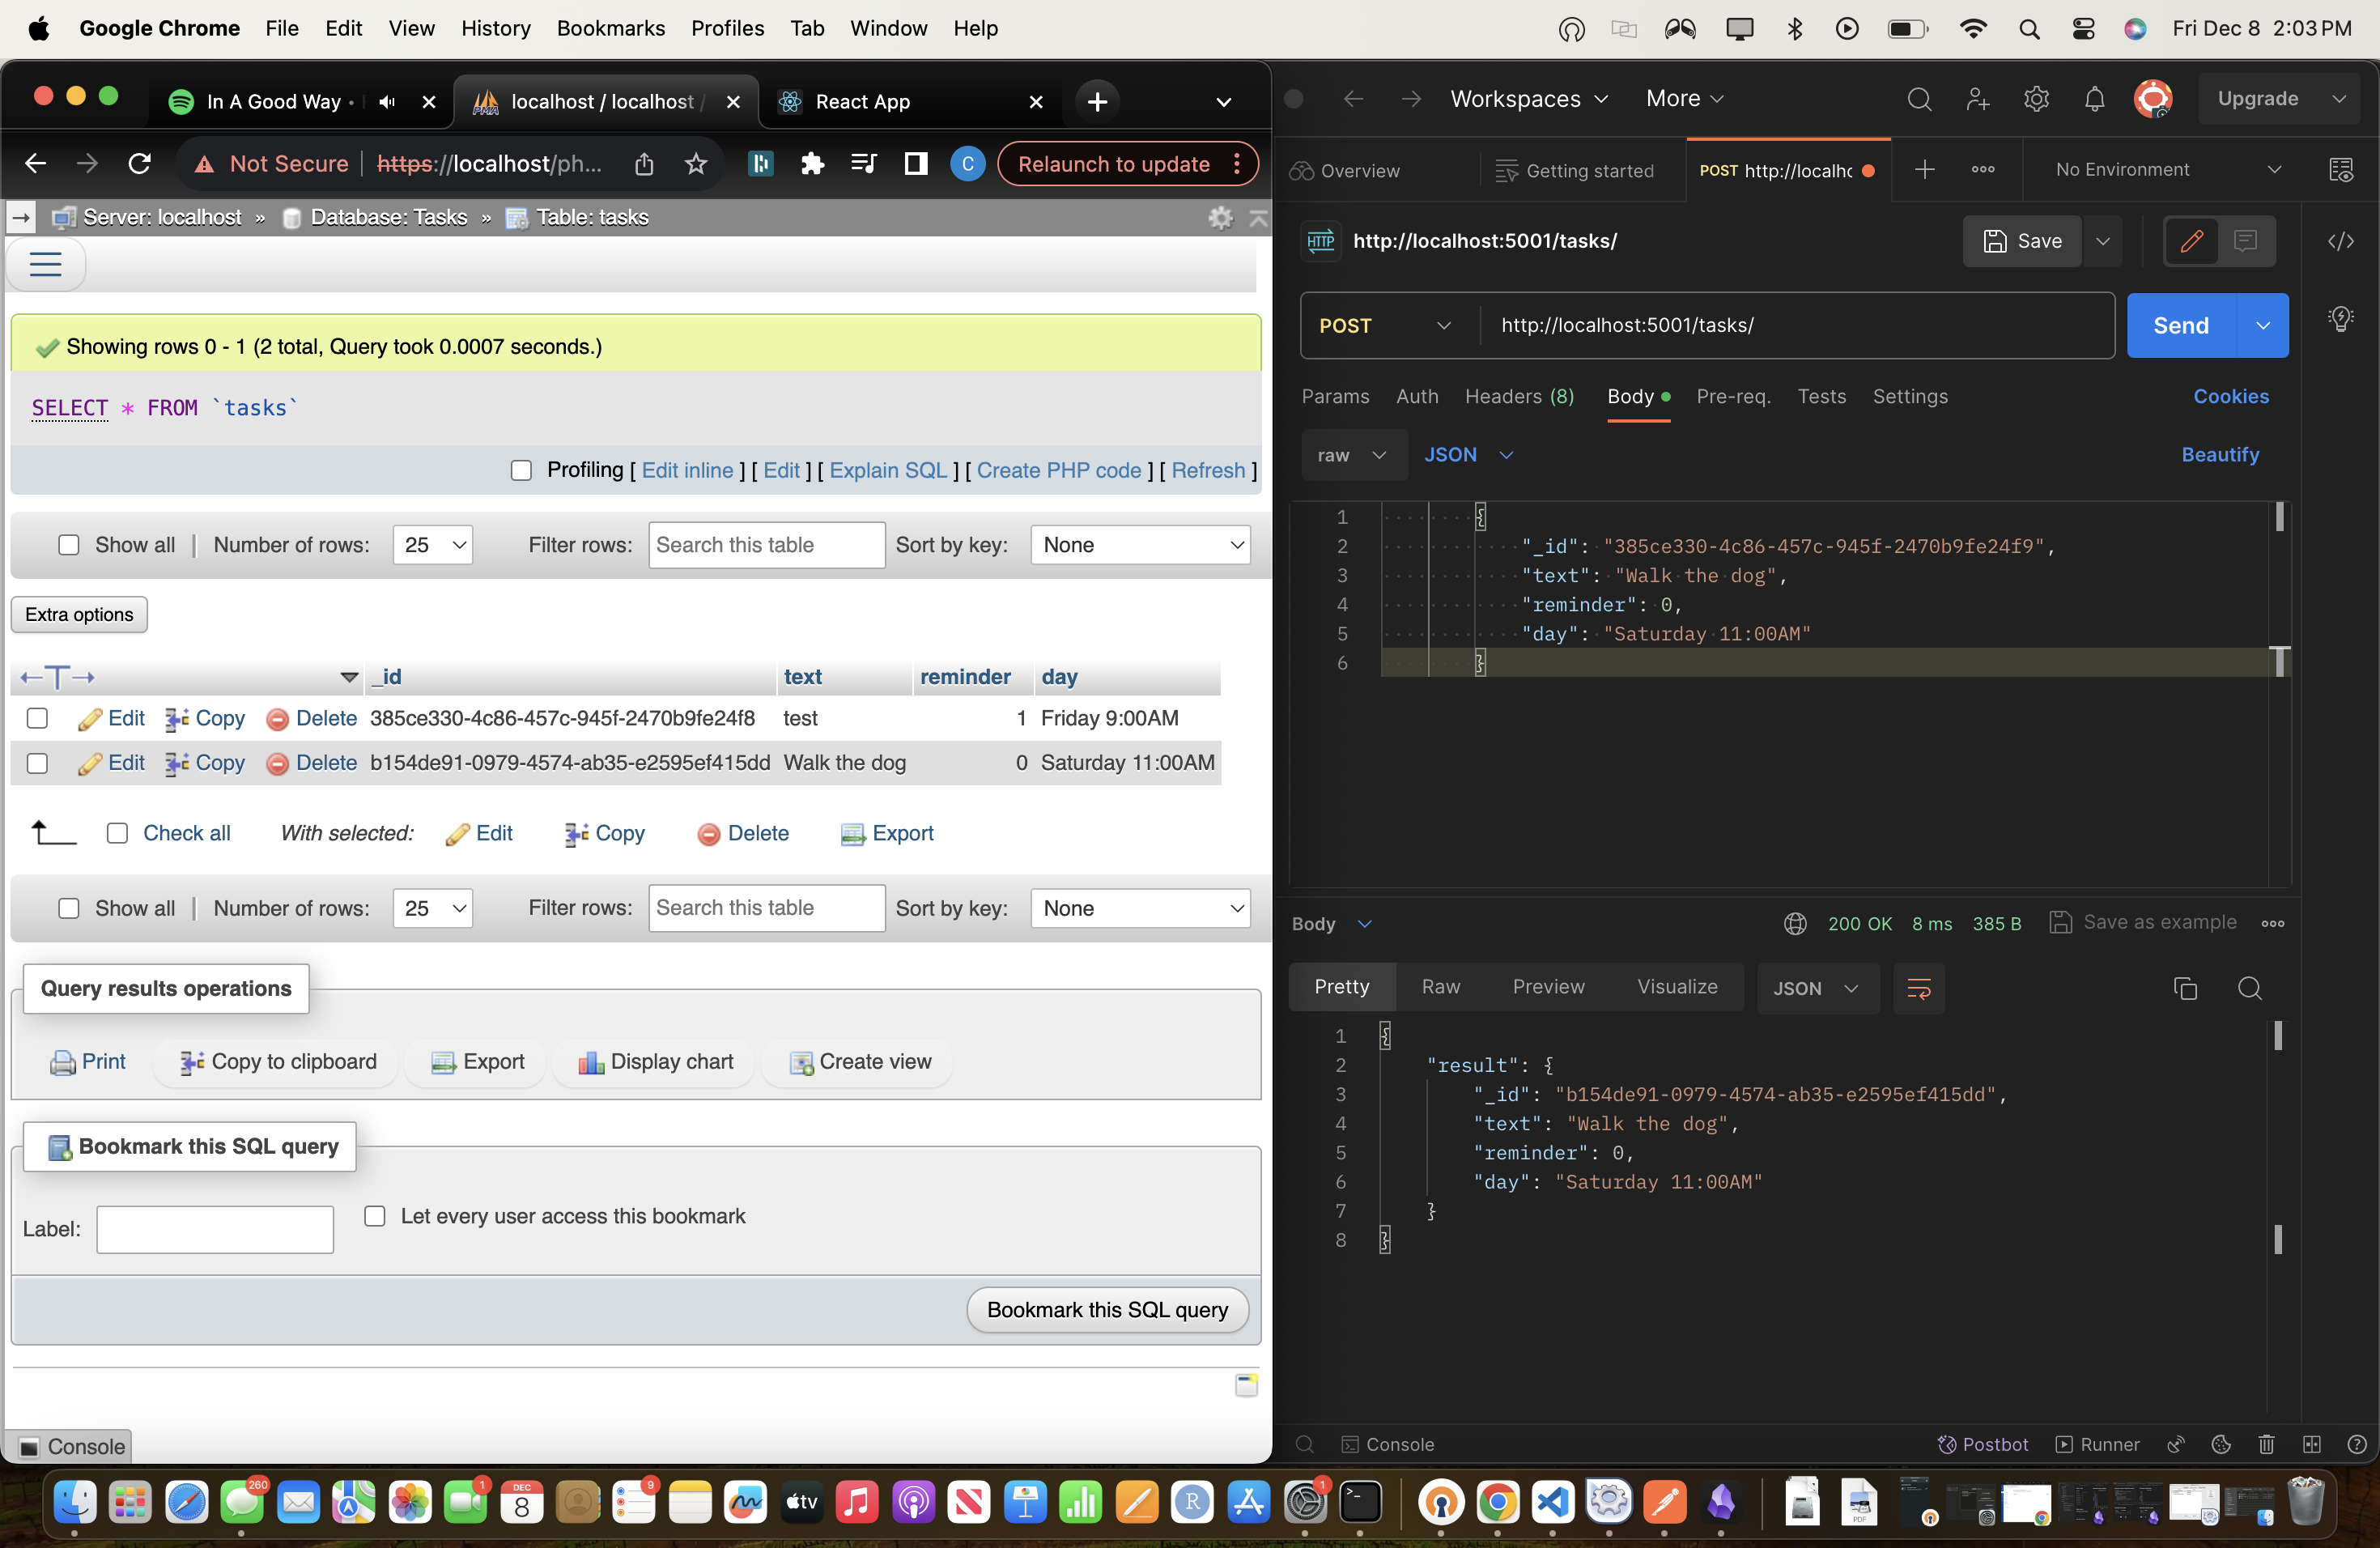 Google Chrome File Edit View History Bookmarks Profiles Tab Window Help
Fri Dec 8 2:03 PM
In A Good Way •
localhost / localhost /
React App
Not Secure https://localhost/ph...
C
Relaunch to update
Server: localhost » Database: Tasks » Table: tasks
Showing rows 0 - 1 (2 total, Query took 0.0007 seconds.)
SELECT * FROM `tasks`
Profiling [ Edit inline ] [ Edit ] [ Explain SQL ] [ Create PHP code ] [ Refresh ]
Show all | Number of rows: 25 Filter rows: Search this table Sort by key: None
Extra options
←T→ _id text reminder day
Edit Copy Delete 385ce330-4c86-457c-945f-2470b9fe24f8 test 1 Friday 9:00AM
Edit Copy Delete b154de91-0979-4574-ab35-e2595ef415dd Walk the dog 0 Saturday 11:00AM
Check all With selected: Edit Copy Delete Export
Show all | Number of rows: 25 Filter rows: Search this table Sort by key: None
Query results operations
Print Copy to clipboard Export Display chart Create view
Bookmark this SQL query
Label: Let every user access this bookmark
Bookmark this SQL query
Console
Workspaces More Upgrade
Overview Getting started POST http://localhc No Environment
HTTP http://localhost:5001/tasks/ Save
POST http://localhost:5001/tasks/ Send
Params Auth Headers (8) Body Pre-req. Tests Settings Cookies
raw JSON Beautify
1 {
2 "_id": "385ce330-4c86-457c-945f-2470b9fe24f9",
3 "text": "Walk the dog",
4 "reminder": 0,
5 "day": "Saturday 11:00AM"
6 }
Body 200 OK 8 ms 385 B Save as example
Pretty Raw Preview Visualize JSON
1 {
2 "result": {
3 "_id": "b154de91-0979-4574-ab35-e2595ef415dd",
4 "text": "Walk the dog",
5 "reminder": 0,
6 "day": "Saturday 11:00AM"
7 }
8 }
Console Postbot Runner
260
1
DEC
8
9
tv
R
1
PDF